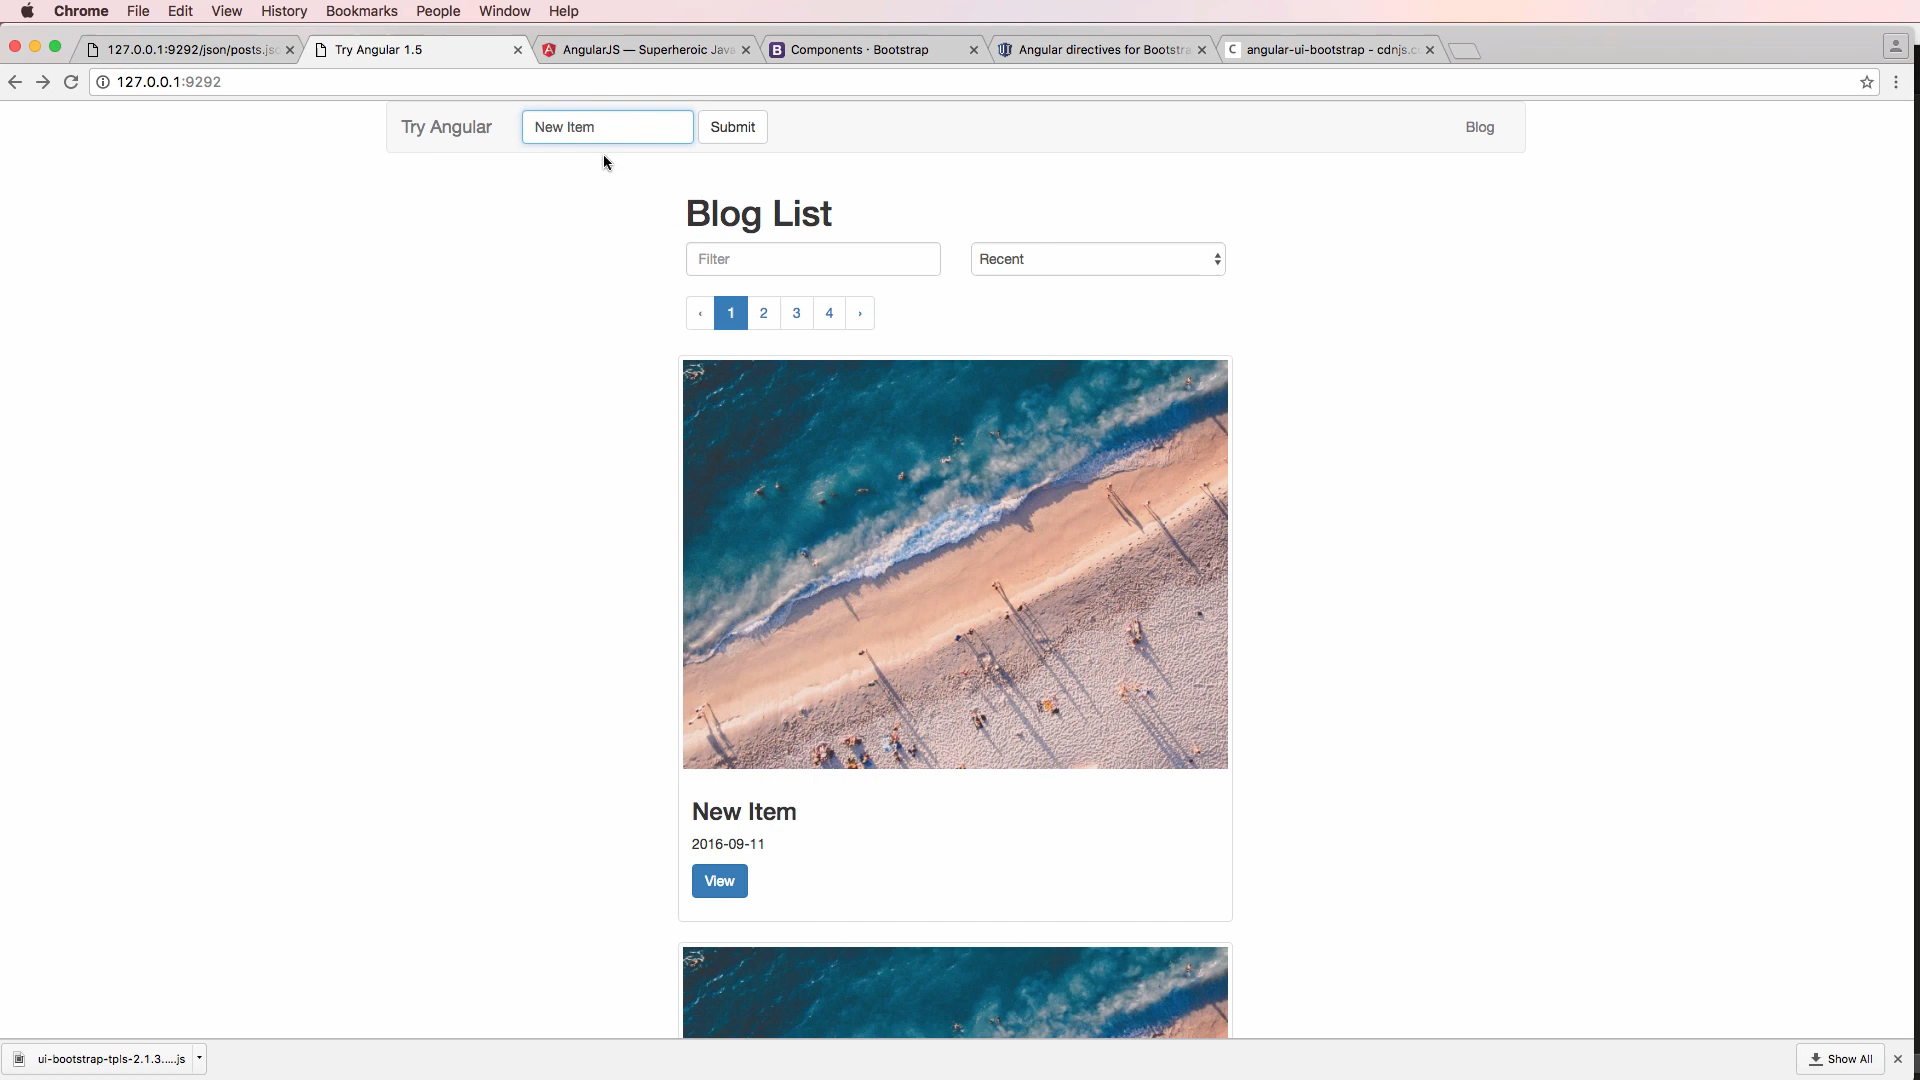 Chrome File Edit View History Bookmarks People Window Help
127.0.0.1:9292/json/posts.js
Try Angular 1.5
AngularJS — Superheroic Java
Components · Bootstrap
Angular directives for Bootstra
angular-ui-bootstrap - cdnjs.c
127.0.0.1:9292
Try Angular
New Item
Submit
Blog
Blog List
Filter
Recent
‹ 1 2 3 4 ›
New Item
2016-09-11
View
ui-bootstrap-tpls-2.1.3....js
Show All